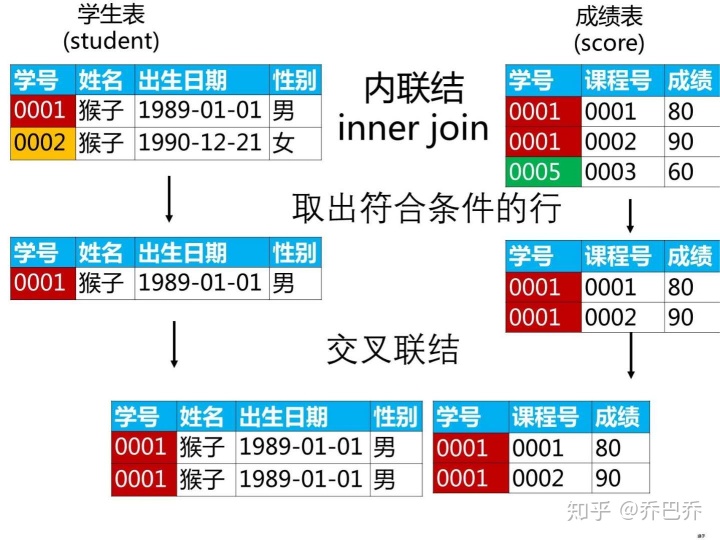 学生表
(student)
成绩表
(score)
学号 姓名 出生日期 性别
0001 猴子 1989-01-01 男
0002 猴子 1990-12-21 女
内联结
inner join
学号 课程号 成绩
0001 0001 80
0001 0002 90
0005 0003 60
取出符合条件的行
学号 姓名 出生日期 性别
0001 猴子 1989-01-01 男
学号 课程号 成绩
0001 0001 80
0001 0002 90
交叉联结
学号 姓名 出生日期 性别
0001 猴子 1989-01-01 男
0001 猴子 1989-01-01 男
学号 课程号 成绩
0001 0001 80
0001 0002 90
知乎 @乔巴乔